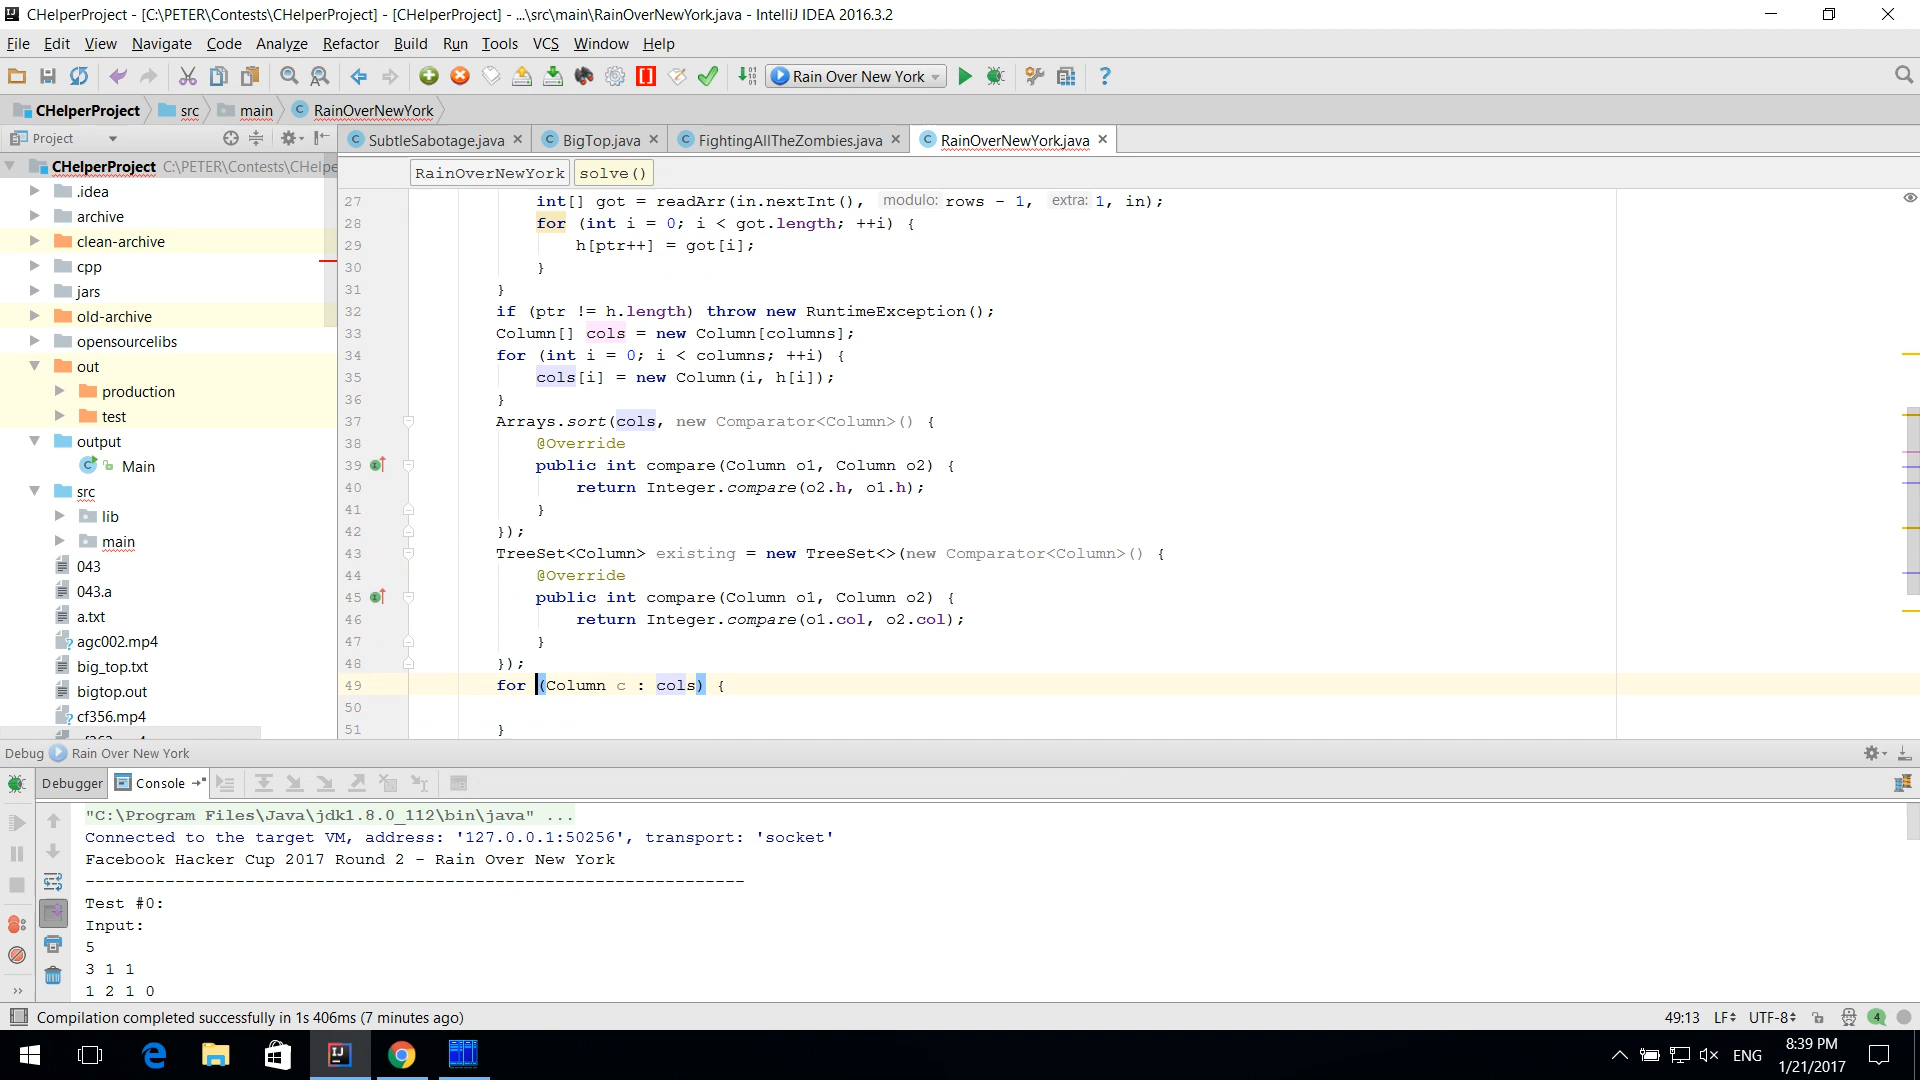 CHelperProject - [C:\PETER\Contests\CHelperProject] - [CHelperProject] - ...\src\main\RainOverNewYork.java - IntelliJ IDEA 2016.3.2
File Edit View Navigate Code Analyze Refactor Build Run Tools VCS Window Help
Rain Over New York
CHelperProject src main RainOverNewYork
Project
SubtleSabotage.java BigTop.java FightingAllTheZombies.java RainOverNewYork.java
CHelperProject C:\PETER\Contests\CHelpe
.idea
archive
clean-archive
cpp
jars
old-archive
opensourcelibs
out
production
test
output
Main
src
lib
main
043
043.a
a.txt
agc002.mp4
big_top.txt
bigtop.out
cf356.mp4
RainOverNewYork solve()
27 int[] got = readArr(in.nextInt(), modulo: rows - 1, extra: 1, in);
28 for (int i = 0; i < got.length; ++i) {
29 h[ptr++] = got[i];
30 }
31 }
32 if (ptr != h.length) throw new RuntimeException();
33 Column[] cols = new Column[columns];
34 for (int i = 0; i < columns; ++i) {
35 cols[i] = new Column(i, h[i]);
36 }
37 Arrays.sort(cols, new Comparator<Column>() {
38 @Override
39 public int compare(Column o1, Column o2) {
40 return Integer.compare(o2.h, o1.h);
41 }
42 });
43 TreeSet<Column> existing = new TreeSet<>(new Comparator<Column>() {
44 @Override
45 public int compare(Column o1, Column o2) {
46 return Integer.compare(o1.col, o2.col);
47 }
48 });
49 for (Column c : cols) {
50
51 }
Debug Rain Over New York
Debugger Console
"C:\Program Files\Java\jdk1.8.0_112\bin\java" ...
Connected to the target VM, address: '127.0.0.1:50256', transport: 'socket'
Facebook Hacker Cup 2017 Round 2 - Rain Over New York
------------------------------------------------------------------
Test #0:
Input:
5
3 1 1
1 2 1 0
Compilation completed successfully in 1s 406ms (7 minutes ago)
49:13 LF UTF-8 4
ENG
8:39 PM
1/21/2017